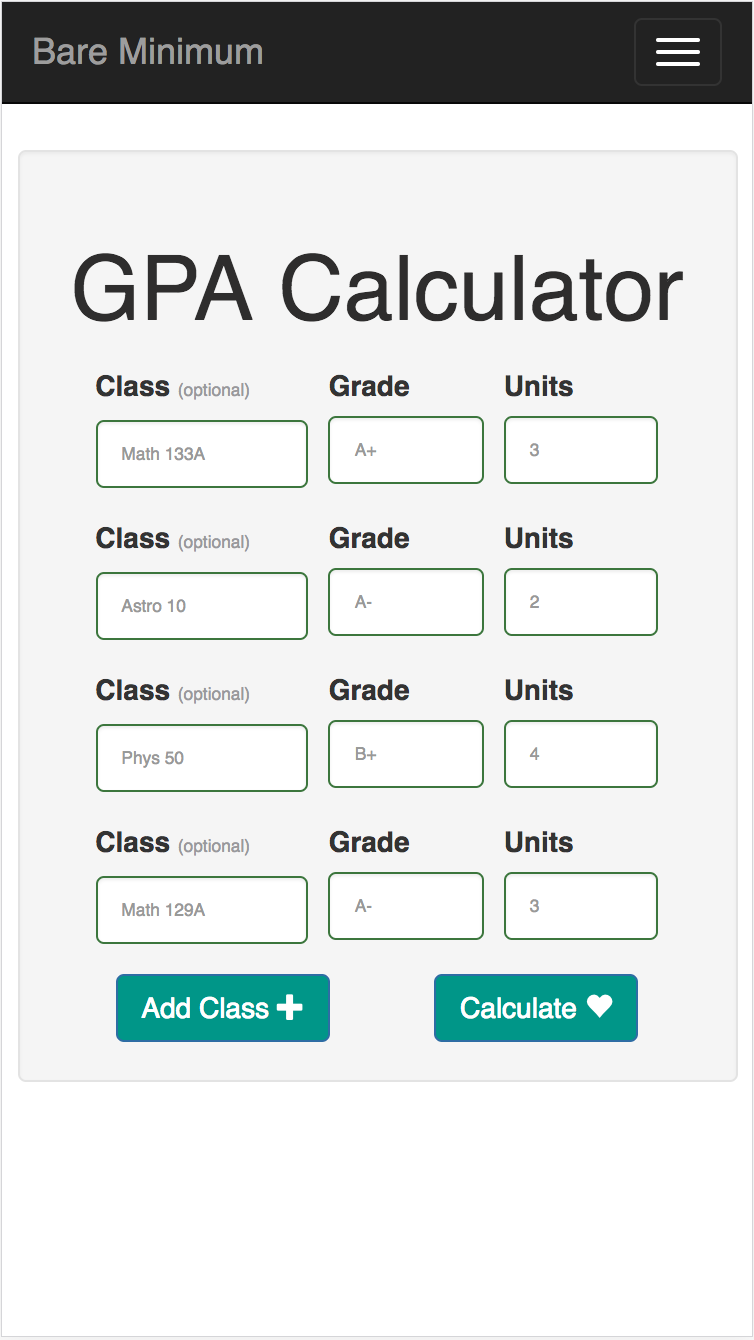 Bare Minimum
GPA Calculator
Class (optional) Grade Units
Math 133A A+ 3
Class (optional) Grade Units
Astro 10 A- 2
Class (optional) Grade Units
Phys 50 B+ 4
Class (optional) Grade Units
Math 129A A- 3
Add Class Calculate